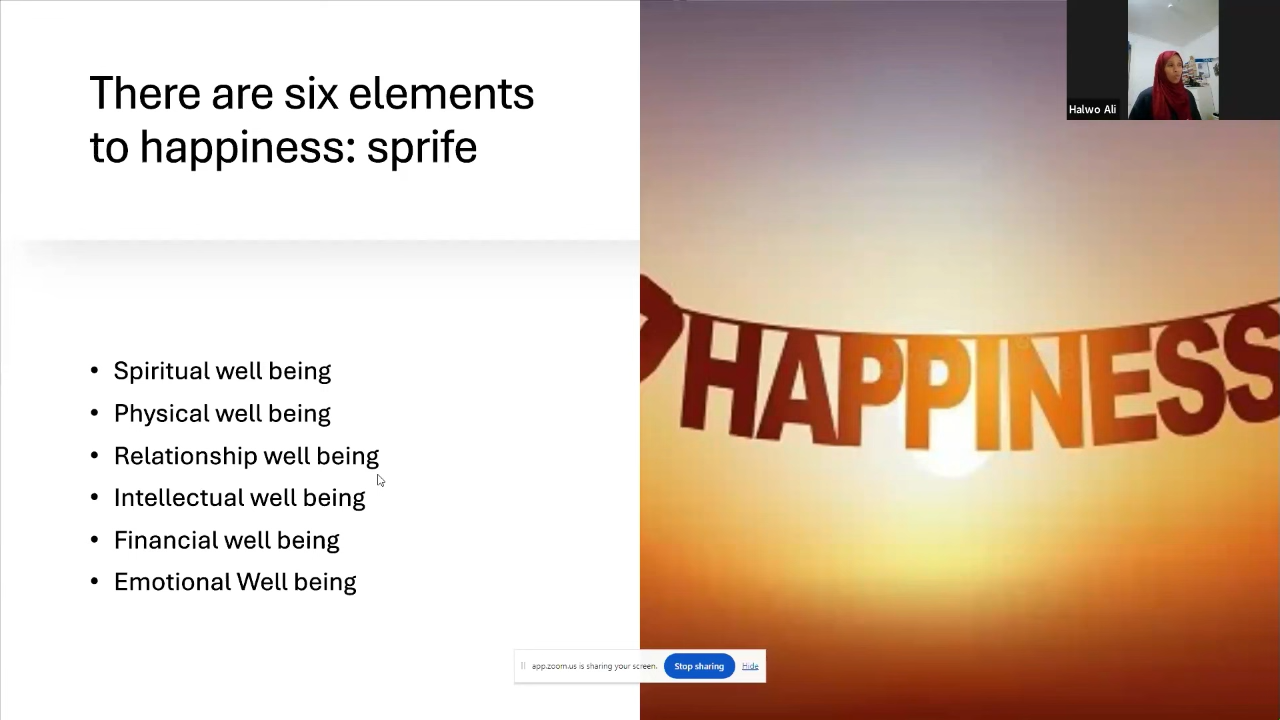 There are six elements
to happiness: sprife
• Spiritual well being
• Physical well being
• Relationship well being
• Intellectual well being
• Financial well being
• Emotional Well being
HAPPINESS
Halwo Ali
app.zoom.us is sharing your screen.
Stop sharing
Hide